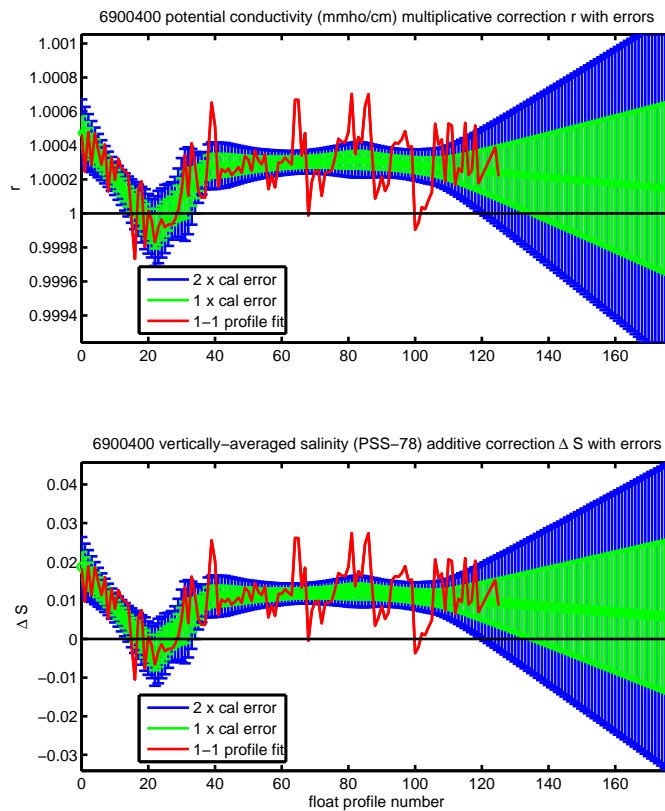 6900400 potential conductivity (mmho/cm) multiplicative correction r with errors
1.001
1.0008
1.0006
1.0004
1.0002
1
0.9998
0.9996
0.9994
r
2 x cal error
1 x cal error
1−1 profile fit
0 20 40 60 80 100 120 140 160
6900400 vertically−averaged salinity (PSS−78) additive correction Δ S with errors
0.04
0.03
0.02
0.01
0
−0.01
−0.02
−0.03
Δ S
2 x cal error
1 x cal error
1−1 profile fit
0 20 40 60 80 100 120 140 160
float profile number